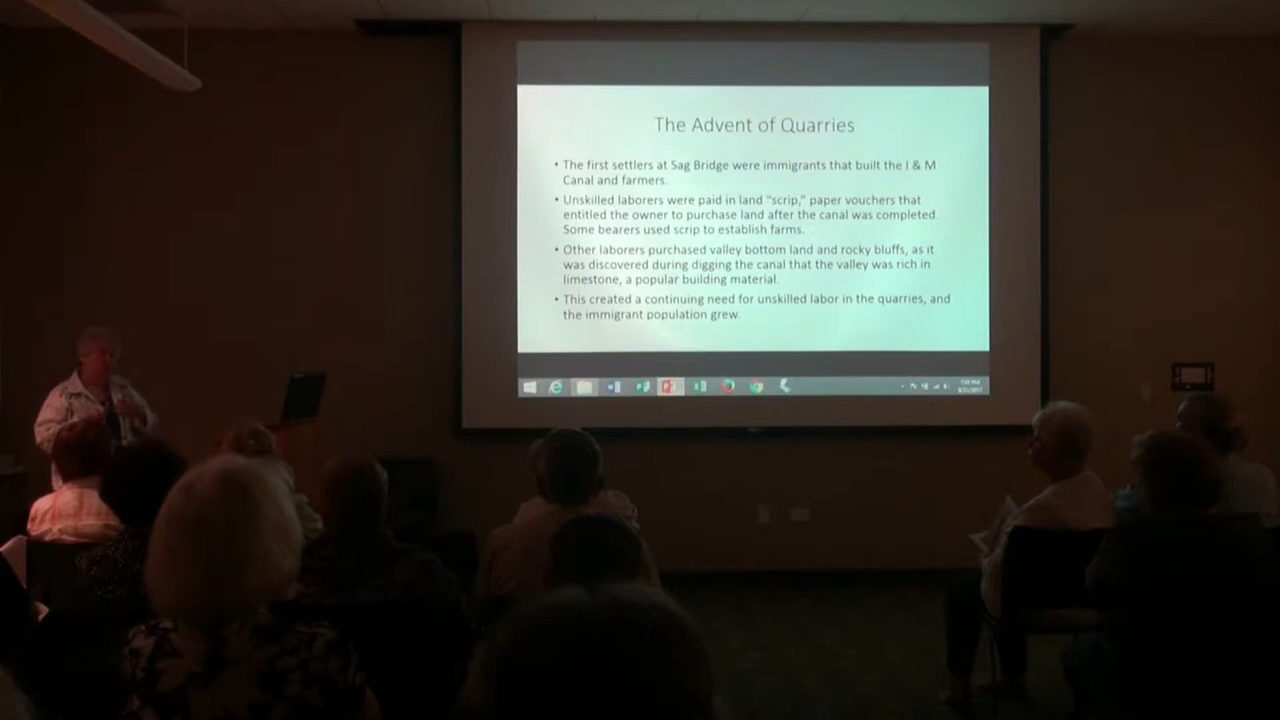 The Advent of Quarries
• The first settlers at Sag Bridge were immigrants that built the I & M
Canal and farmers.
• Unskilled laborers were paid in land "scrip," paper vouchers that
entitled the owner to purchase land after the canal was completed.
Some bearers used scrip to establish farms.
• Other laborers purchased valley bottom land and rocky bluffs, as it
was discovered during digging the canal that the valley was rich in
limestone, a popular building material.
• This created a continuing need for unskilled labor in the quarries, and
the immigrant population grew.